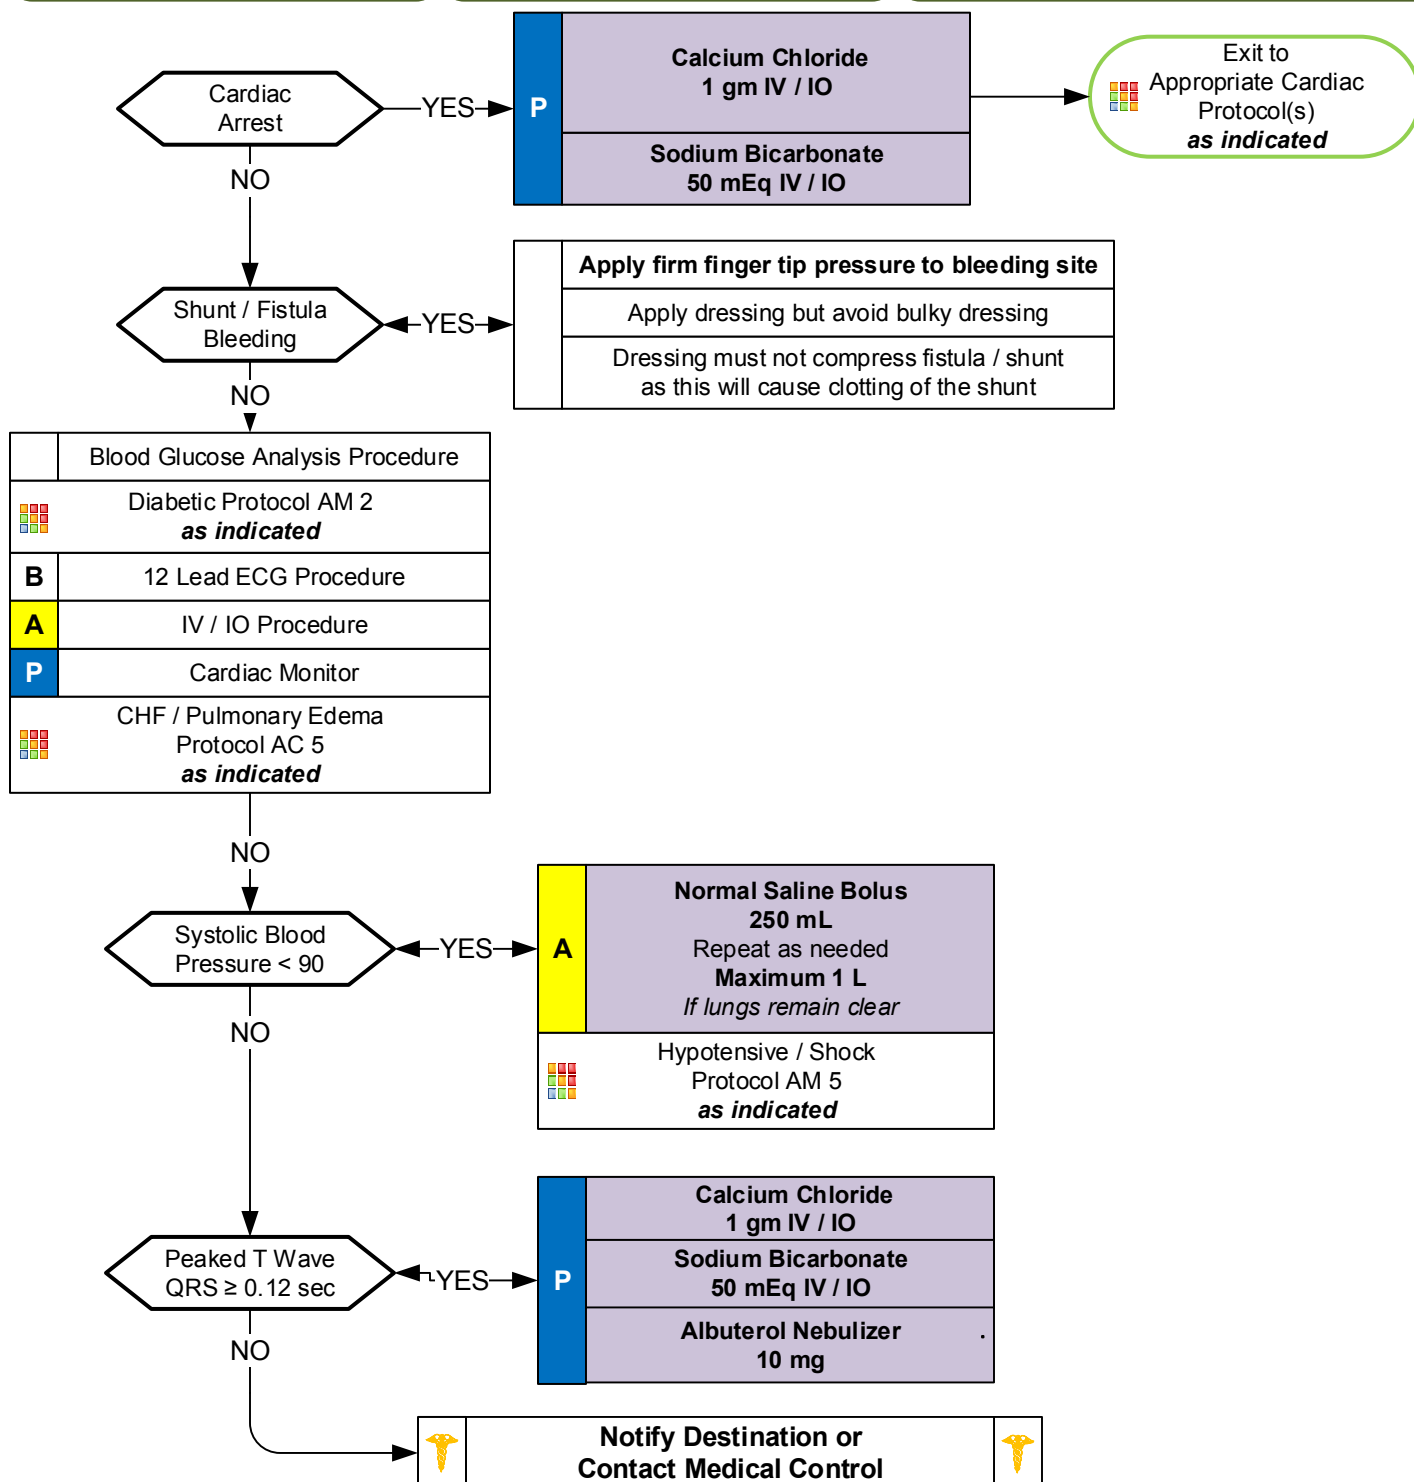 Cardiac
Arrest
YES
P
Calcium Chloride
1 gm IV / IO
Sodium Bicarbonate
50 mEq IV / IO
Exit to
Appropriate Cardiac
Protocol(s)
as indicated
NO
Shunt / Fistula
Bleeding
YES
Apply firm finger tip pressure to bleeding site
Apply dressing but avoid bulky dressing
Dressing must not compress fistula / shunt
as this will cause clotting of the shunt
NO
Blood Glucose Analysis Procedure
Diabetic Protocol AM 2
as indicated
B
12 Lead ECG Procedure
A
IV / IO Procedure
P
Cardiac Monitor
CHF / Pulmonary Edema
Protocol AC 5
as indicated
NO
Systolic Blood
Pressure < 90
YES
A
Normal Saline Bolus
250 mL
Repeat as needed
Maximum 1 L
If lungs remain clear
Hypotensive / Shock
Protocol AM 5
as indicated
NO
Peaked T Wave
QRS ≥ 0.12 sec
YES
P
Calcium Chloride
1 gm IV / IO
Sodium Bicarbonate
50 mEq IV / IO
Albuterol Nebulizer .
10 mg
NO
Notify Destination or
Contact Medical Control